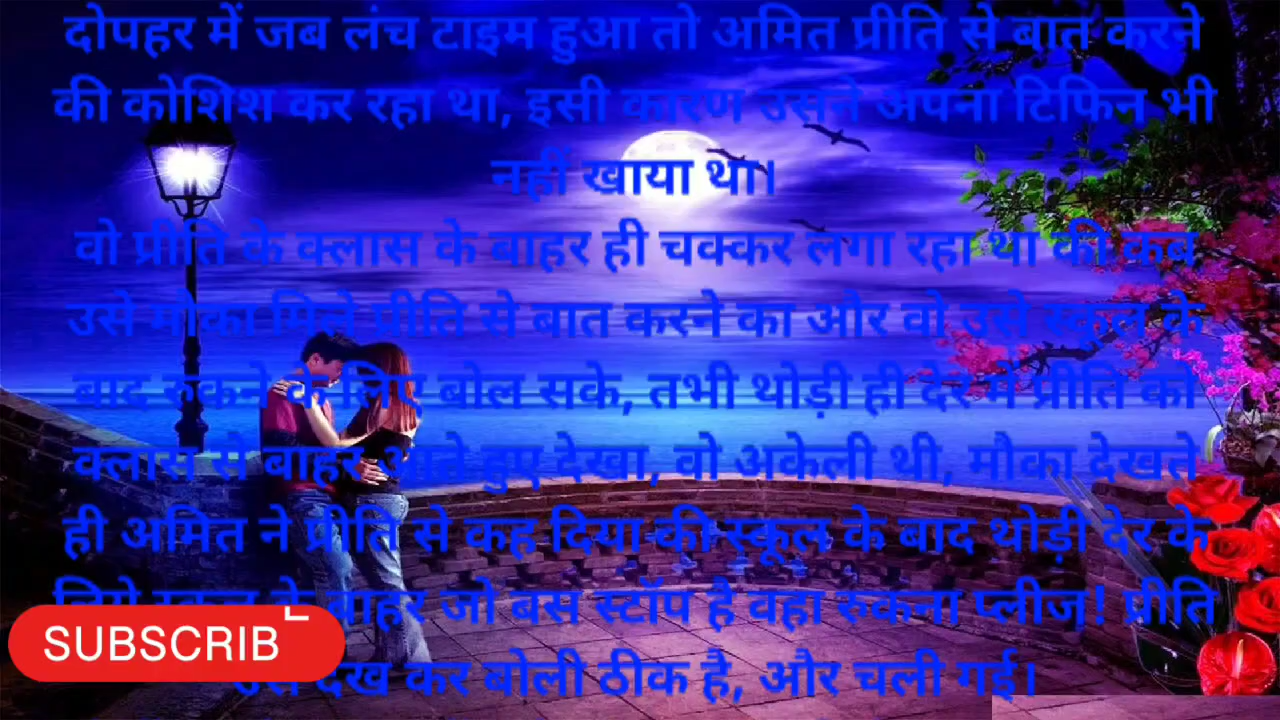 दोपहर में जब लंच टाइम हुआ तो अमित प्रीति से बात करने
की कोशिश कर रहा था, इसी कारण उसने अपना टिफिन भी
नहीं खाया था।
वो प्रीति के क्लास के बाहर ही चक्कर लगा रहा था की कब
उसे मौका मिले प्रीति से बात करने का और वो उसे स्कूल के
बाद रुकने के लिए बोल सके, तभी थोड़ी ही देर में प्रीति को
क्लास से बाहर आते हुए देखा, वो अकेली थी, मौका देखते
ही अमित ने प्रीति से कह दिया की स्कूल के बाद थोड़ी देर के
लिये स्कूल के बाहर जो बस स्टॉप है वहा रुकना प्लीज! प्रीति
देख कर बोली ठीक है, और चली गई।
SUBSCRIB